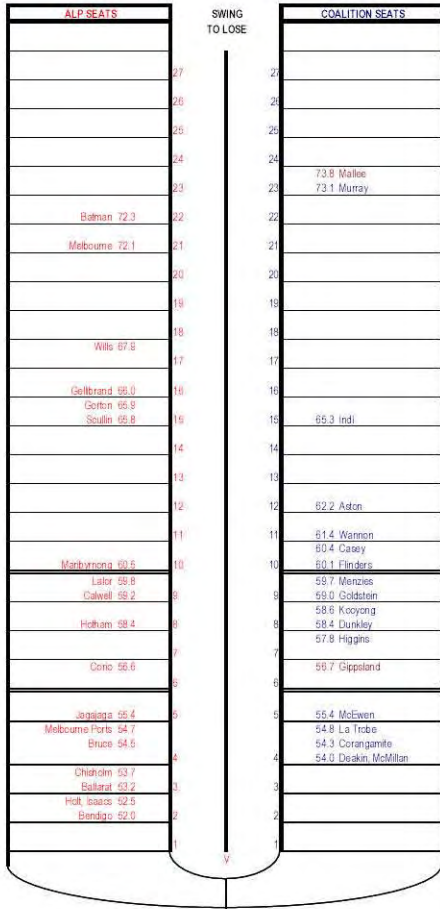 ALP SEATS SWING TO LOSE COALITION SEATS
27 27
26 26
25 25
24 24
73.8 Mallee
23 23 73.1 Murray
Batman 72.3 22 22
Melbourne 72.1 21 21
20 20
19 19
18 18
Wills 67.9
17 17
Gellibrand 66.0 16 16
Gorton 65.9
Scullin 65.8 15 15 65.3 Indi
14 14
13 13
12 12 62.2 Aston
11 11 61.4 Wannon
60.4 Casey
Maribyrnong 60.5 10 10 60.1 Flinders
Lalor 59.8 59.7 Menzies
Calwell 59.2 9 9 59.0 Goldstein
58.6 Kooyong
Hotham 58.4 8 8 58.4 Dunkley
57.8 Higgins
7 7
Corio 56.6 56.7 Gippsland
6 6
Jagajaga 55.4 5 5 55.4 McEwen
Melbourne Ports 54.7 54.8 La Trobe
Bruce 54.5 54.3 Corangamite
4 4 54.0 Deakin, McMillan
Chisholm 53.7
Ballarat 53.2 3 3
Holt, Isaacs 52.5
Bendigo 52.0 2 2
1 1
V